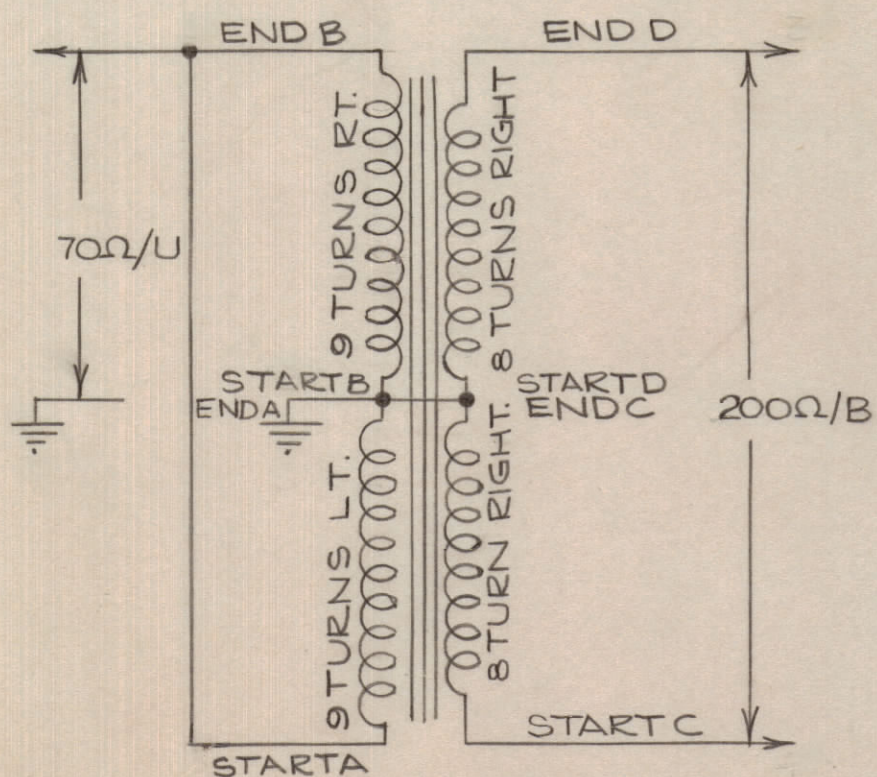 END B
END D
9 TURNS RT.
8 TURNS RIGHT
70Ω/U
START B
END A
START D
END C
200Ω/B
9 TURNS LT.
8 TURN RIGHT.
START C
START A